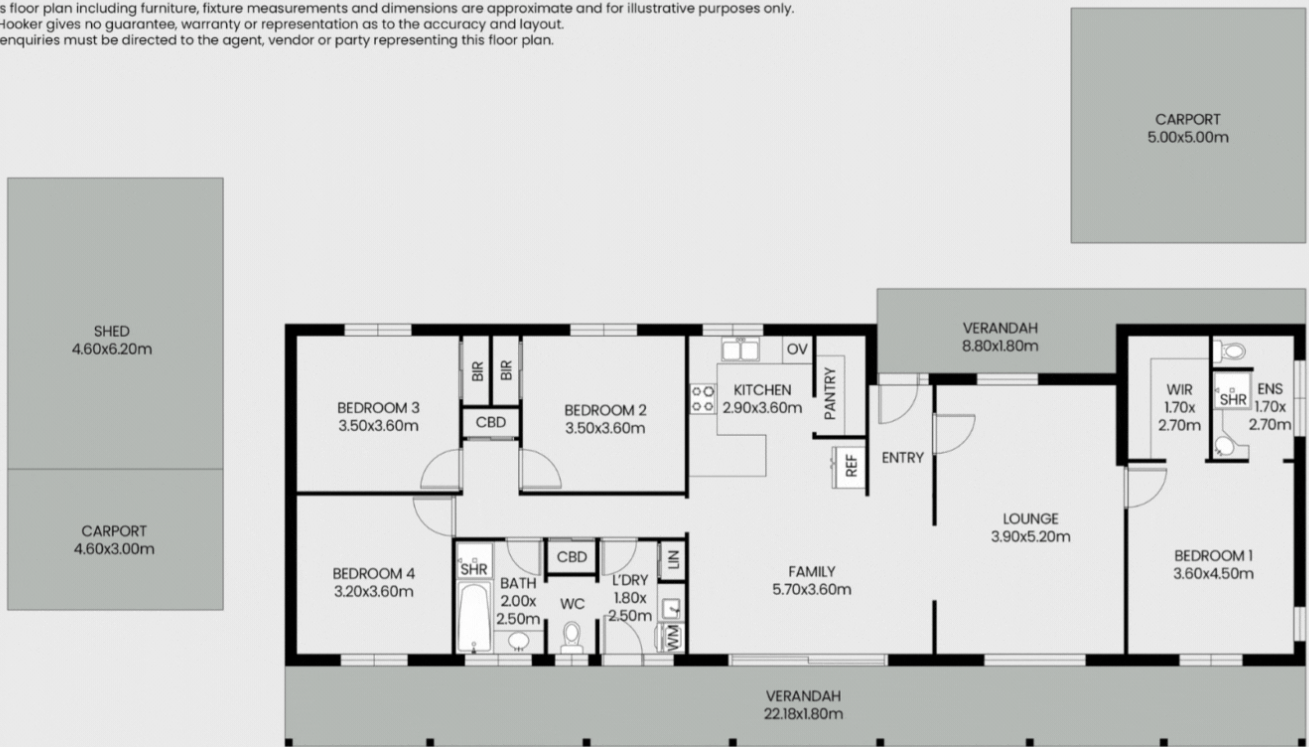 s floor plan including furniture, fixture measurements and dimensions are approximate and for illustrative purposes only.
Hooker gives no guarantee, warranty or representation as to the accuracy and layout.
enquiries must be directed to the agent, vendor or party representing this floor plan.
CARPORT
5.00x5.00m
SHED
4.60x6.20m
CARPORT
4.60x3.00m
VERANDAH
8.80x1.80m
BEDROOM 3
3.50x3.60m
BIR
BIR
CBD
BEDROOM 2
3.50x3.60m
KITCHEN
2.90x3.60m
OV
PANTRY
REF
ENTRY
LOUNGE
3.90x5.20m
WIR
1.70x
2.70m
SHR
ENS
1.70x
2.70m
BEDROOM 1
3.60x4.50m
BEDROOM 4
3.20x3.60m
SHR
BATH
2.00x
2.50m
CBD
WC
L'DRY
1.80x
2.50m
LIN
WM
FAMILY
5.70x3.60m
VERANDAH
22.18x1.80m